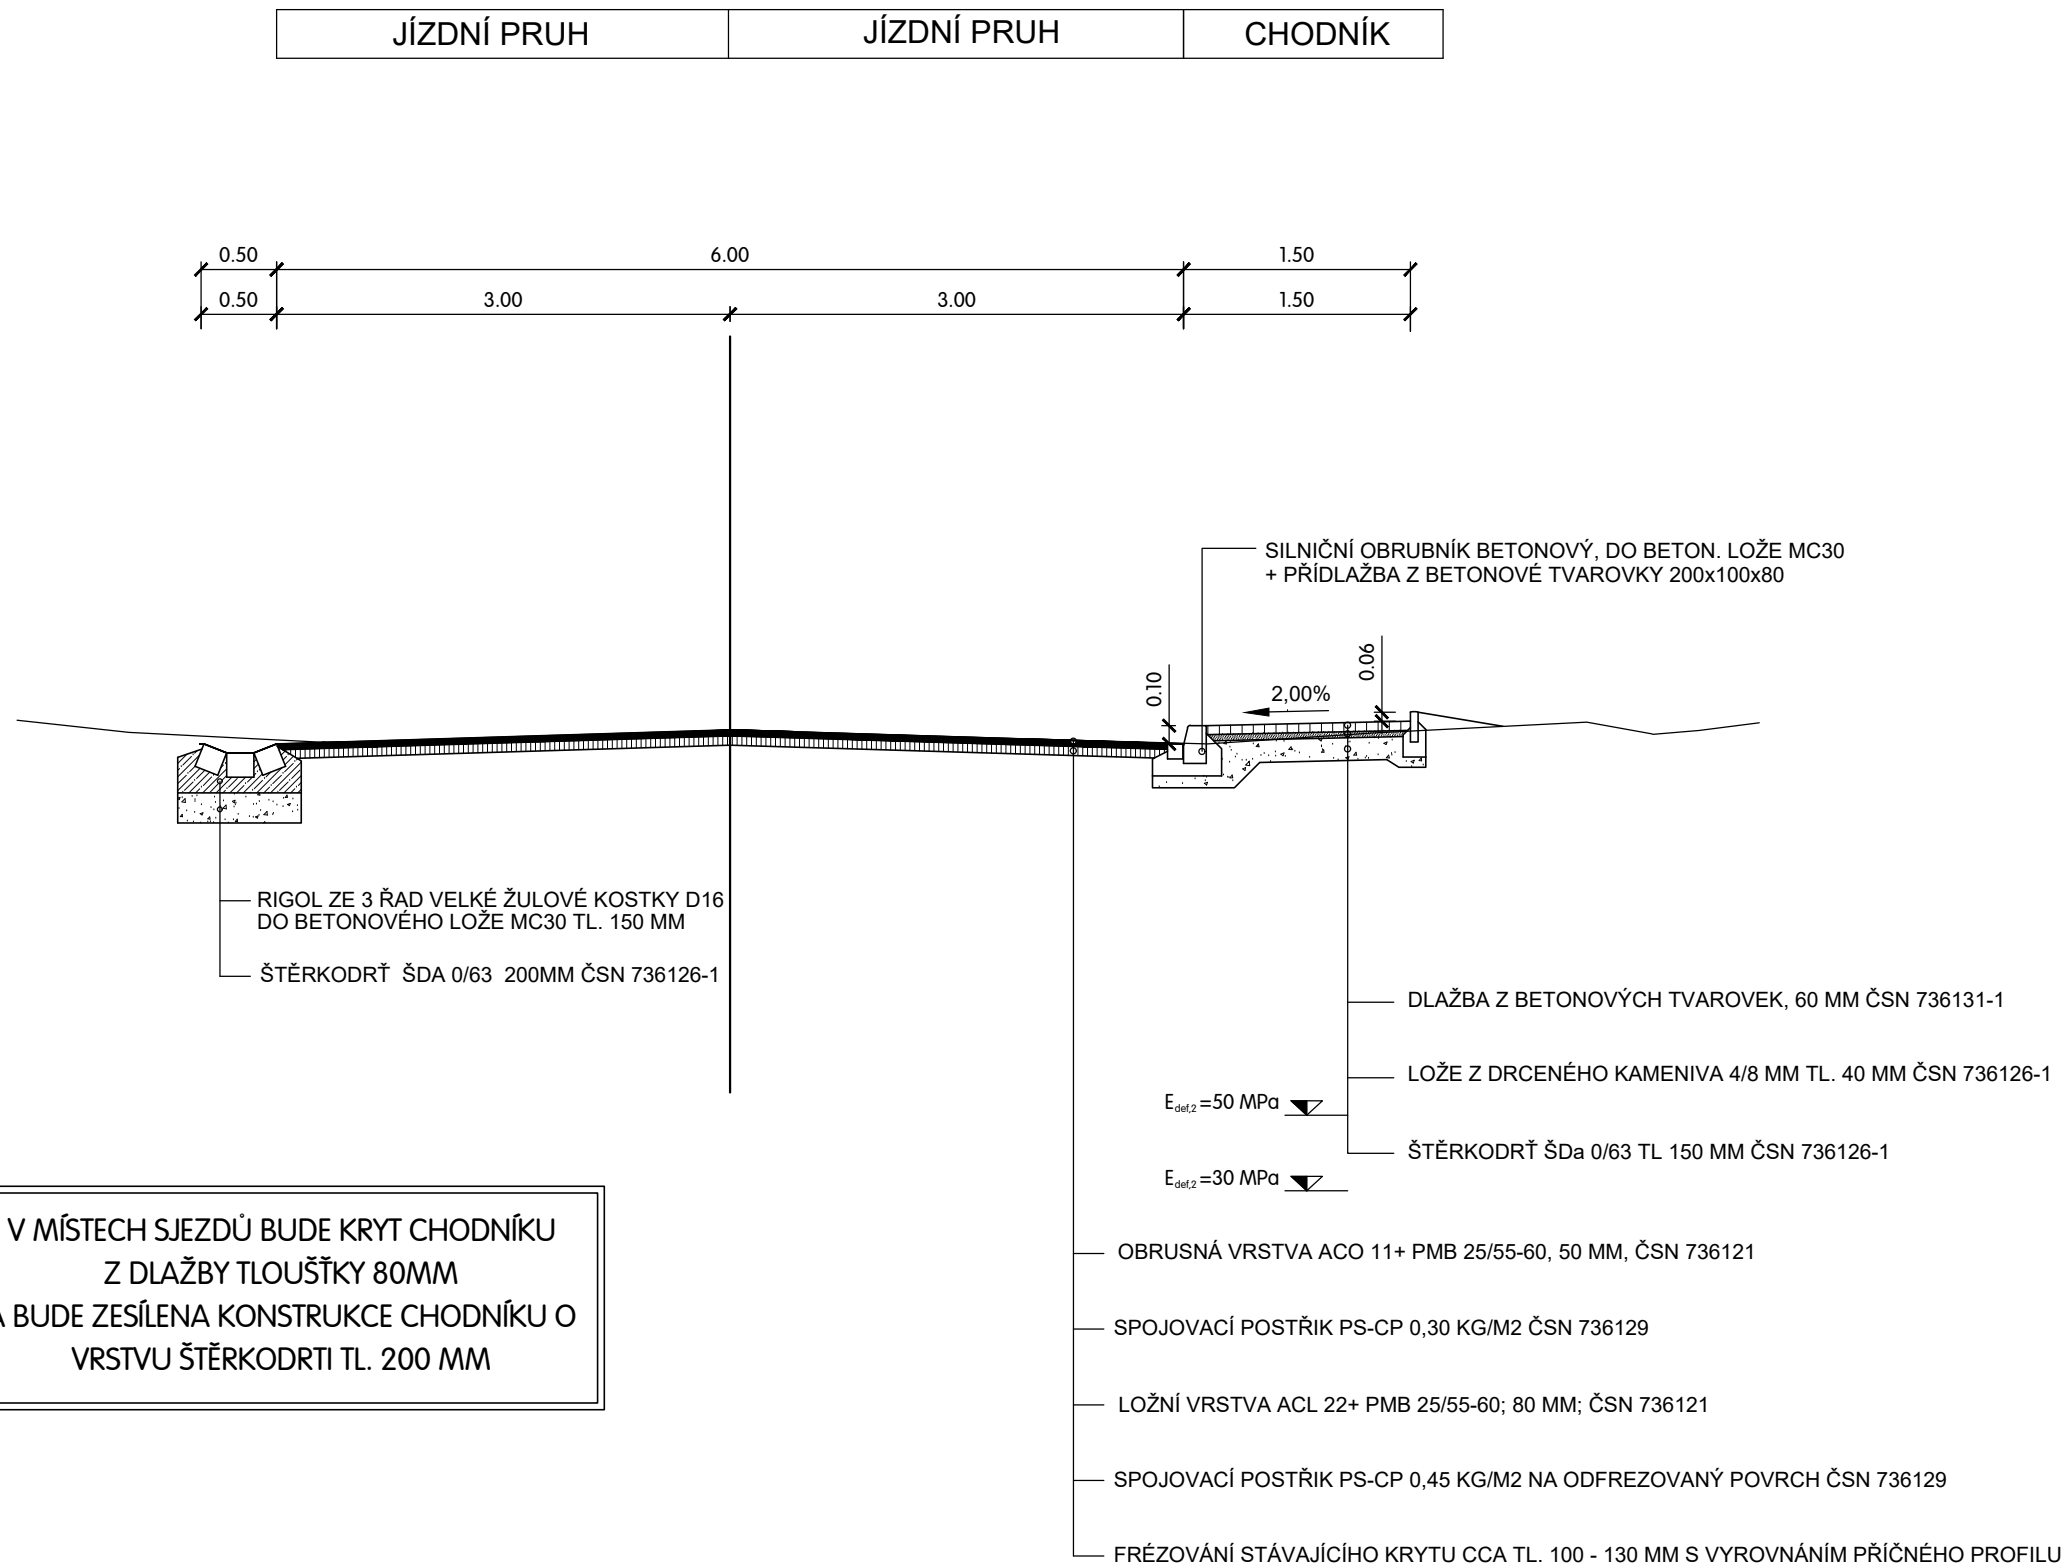 JÍZDNÍ PRUH JÍZDNÍ PRUH CHODNÍK
0.50 6.00 1.50
0.50 3.00 3.00 1.50
SILNIČNÍ OBRUBNÍK BETONOVÝ, DO BETON. LOŽE MC30
+ PŘÍDLAŽBA Z BETONOVÉ TVAROVKY 200x100x80
0.10
2,00%
0.06
RIGOL ZE 3 ŘAD VELKÉ ŽULOVÉ KOSTKY D16
DO BETONOVÉHO LOŽE MC30 TL. 150 MM
ŠTĚRKODRŤ ŠDA 0/63 200MM ČSN 736126-1
DLAŽBA Z BETONOVÝCH TVAROVEK, 60 MM ČSN 736131-1
LOŽE Z DRCENÉHO KAMENIVA 4/8 MM TL. 40 MM ČSN 736126-1
Edef,2=50 MPa
ŠTĚRKODRŤ ŠDa 0/63 TL 150 MM ČSN 736126-1
Edef,2=30 MPa
V MÍSTECH SJEZDŮ BUDE KRYT CHODNÍKU
Z DLAŽBY TLOUŠŤKY 80MM
A BUDE ZESÍLENA KONSTRUKCE CHODNÍKU O
VRSTVU ŠTĚRKODRTI TL. 200 MM
OBRUSNÁ VRSTVA ACO 11+ PMB 25/55-60, 50 MM, ČSN 736121
SPOJOVACÍ POSTŘIK PS-CP 0,30 KG/M2 ČSN 736129
LOŽNÍ VRSTVA ACL 22+ PMB 25/55-60; 80 MM; ČSN 736121
SPOJOVACÍ POSTŘIK PS-CP 0,45 KG/M2 NA ODFREZOVANÝ POVRCH ČSN 736129
FRÉZOVÁNÍ STÁVAJÍCÍHO KRYTU CCA TL. 100 - 130 MM S VYROVNÁNÍM PŘÍČNÉHO PROFILU